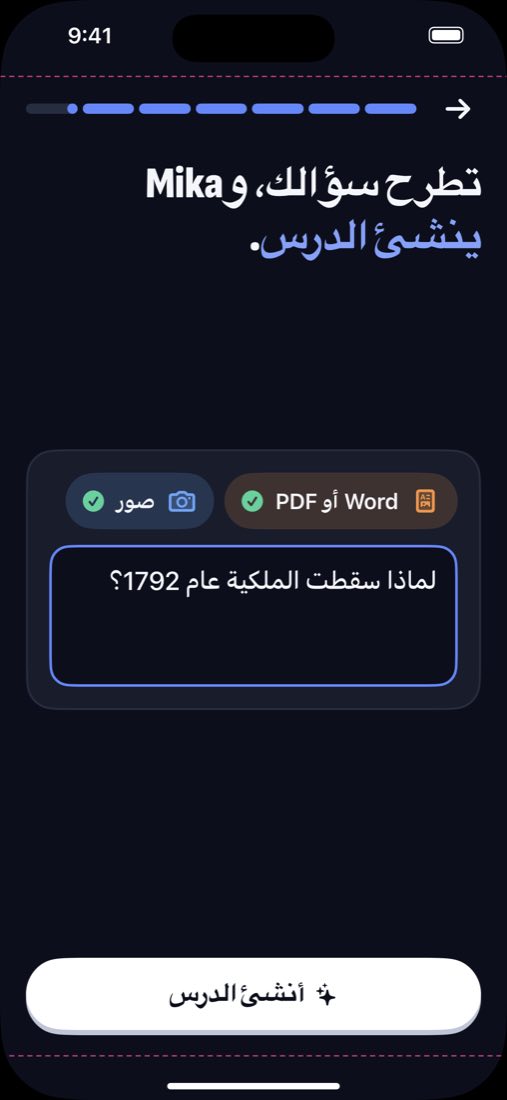 9:41
تطرح سؤالك، وMika
ينشئ الدرس.
Word أو PDF
صور
لماذا سقطت الملكية عام 1792؟
أنشئ الدرس